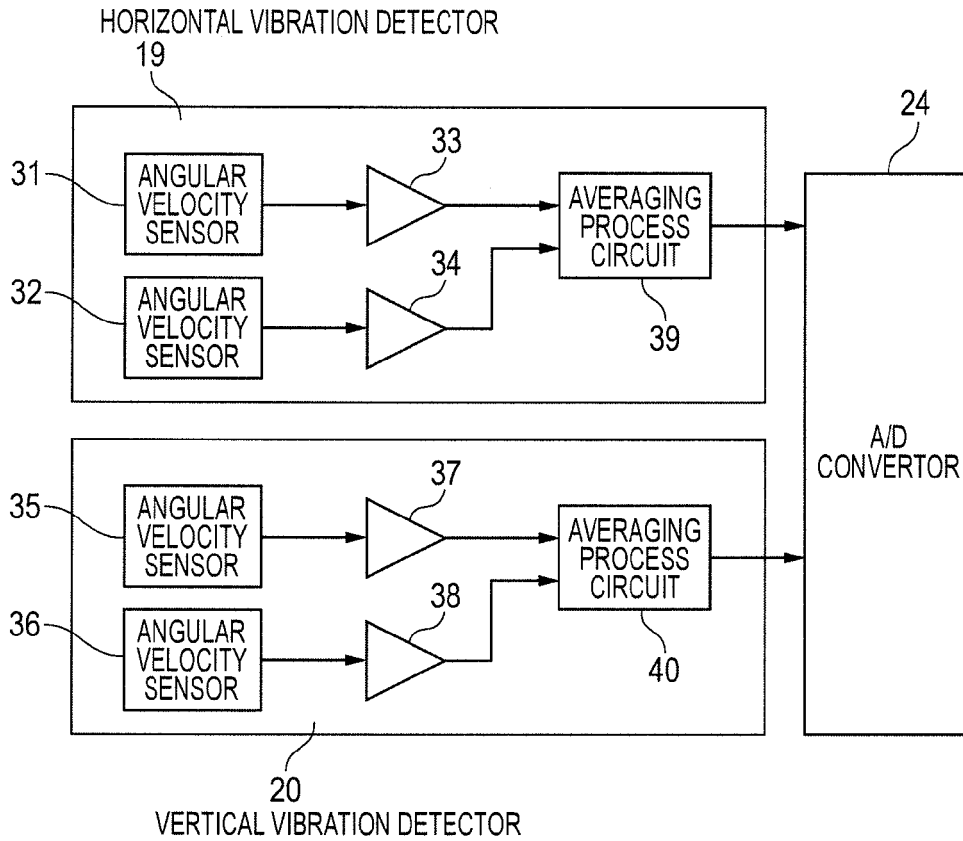 HORIZONTAL VIBRATION DETECTOR
19
24
31
ANGULAR
VELOCITY
SENSOR
33
AVERAGING
PROCESS
CIRCUIT
39
32
ANGULAR
VELOCITY
SENSOR
34
A/D
CONVERTOR
35
ANGULAR
VELOCITY
SENSOR
37
AVERAGING
PROCESS
CIRCUIT
40
36
ANGULAR
VELOCITY
SENSOR
38
20
VERTICAL VIBRATION DETECTOR